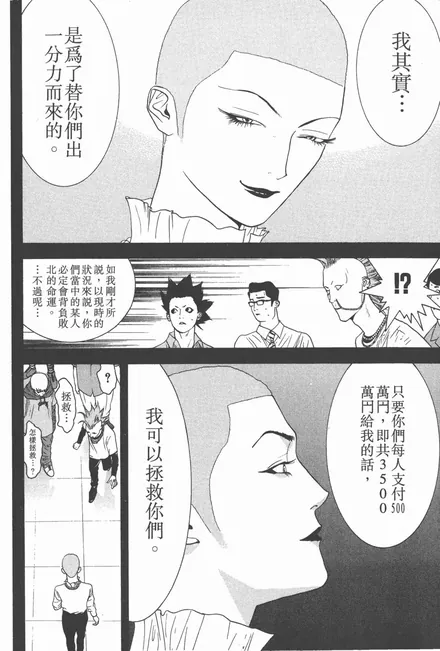 我其實…
是爲了替你們出
一分力而來的。
!?
如我剛才所
說，以現時的
狀況來說，你
們當中的某人
必定會背負敗
北的命運。
…不過呢…
只要你們每人支付500
萬円，即共3500
萬円給我的話，
我可以拯救你們。
?
拯救…
怎樣拯救…?